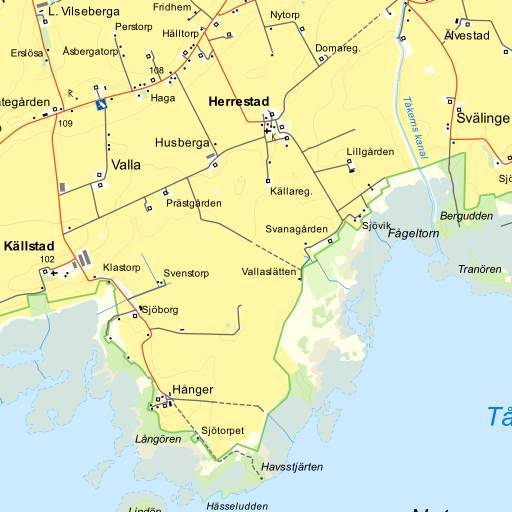 Fridhem
L. Vilseberga
Nytorp
Perstorp
Hälltorp
Älvestad
Erslösa
Åsbergatorp
Domareg.
108
Haga
Herrestad
ategården
109
Tåkerns kanal
Svälinge
K
Husberga
Lillgården
Valla
Källareg.
Prästgården
Bergudden
Sjövik
Svanagården
Fågeltorn
Källstad
102
Klastorp
Vallaslätten
Tranören
Svenstorp
Sjöborg
Hånger
Tå
Sjötorpet
Långören
Havsstjärten
Hässeludden
Lindön